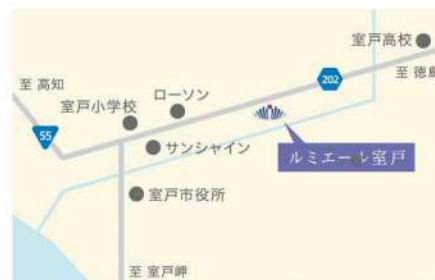 室戸高校
202
至 徳島
至 高知
ローソン
室戸小学校
55
サンシャイン
ルミエール室戸
室戸市役所
至 室戸岬